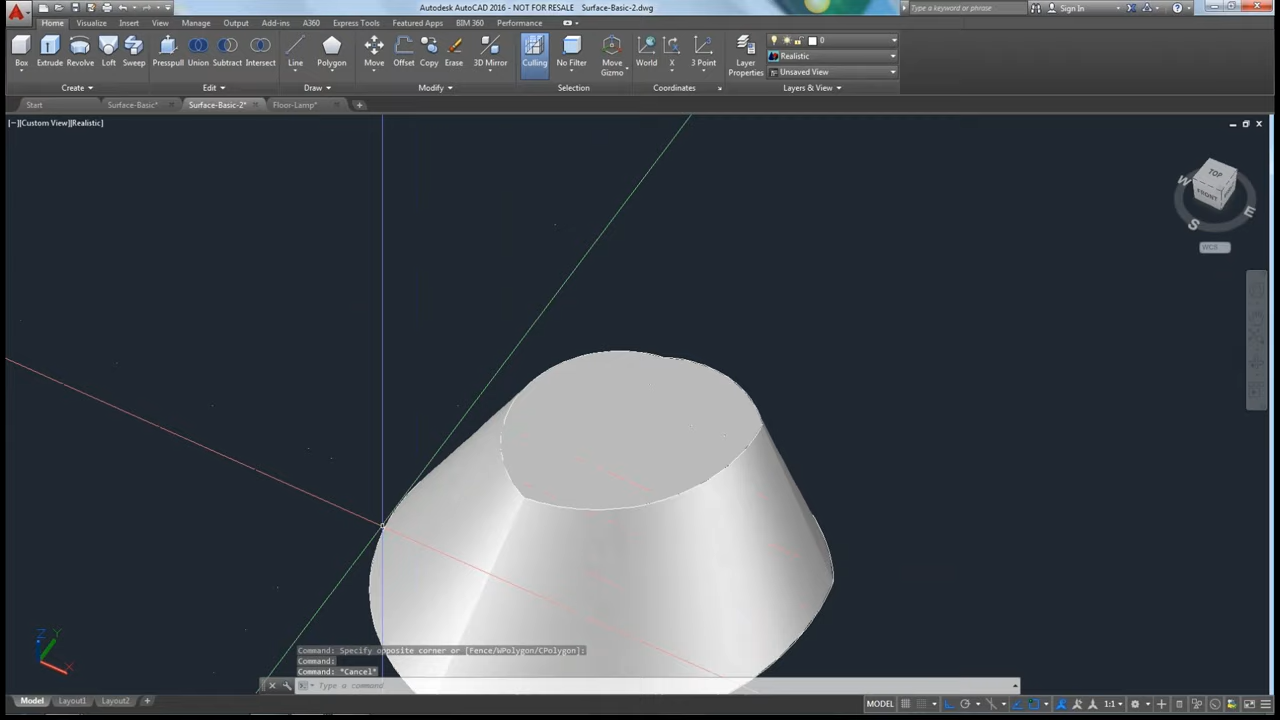 Autodesk AutoCAD 2016 - NOT FOR RESALE Surface-Basic-2.dwg
Type a keyword or phrase
Sign In
Home Insert Visualize View Manage Output Add-ins A360 Express Tools Featured Apps BIM 360 Performance
Box Extrude Revolve Loft Sweep
Presspull Union Subtract Intersect
Line Polygon
Move Offset Copy Erase 3D Mirror
Culling No Filter Move Gizmo
World X 3 Point
Layer Properties
0
Realistic
Unsaved View
Create Edit Draw Modify Selection Coordinates Layers & View
Start Surface-Basic* Surface-Basic-2* Floor-Lamp*
[−][Custom View][Realistic]
TOP
FRONT
W
S
E
WCS
Z Y
X
Command: Specify opposite corner or [Fence/WPolygon/CPolygon]:
Command:
Command: *Cancel*
Type a command
Model Layout1 Layout2
MODEL
1:1